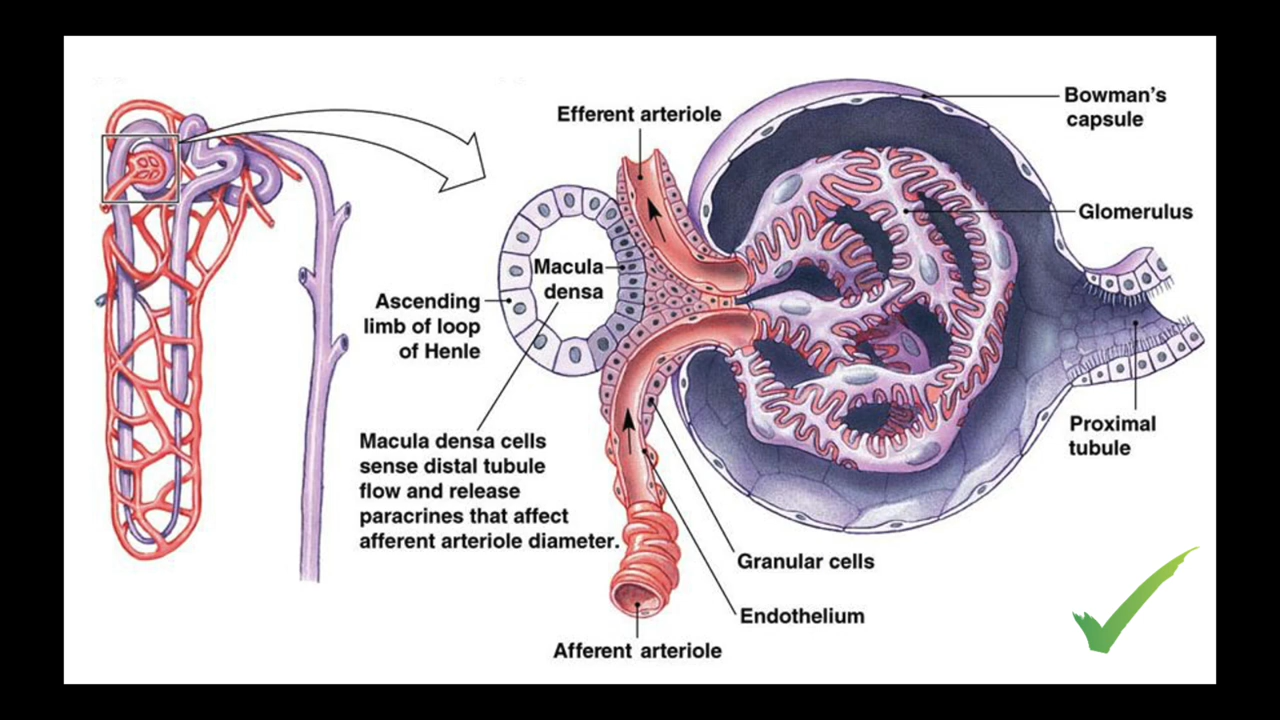 Efferent arteriole
Bowman's
capsule
Glomerulus
Macula
densa
Ascending
limb of loop
of Henle
Proximal
tubule
Macula densa cells
sense distal tubule
flow and release
paracrines that affect
afferent arteriole diameter.
Granular cells
Endothelium
Afferent arteriole